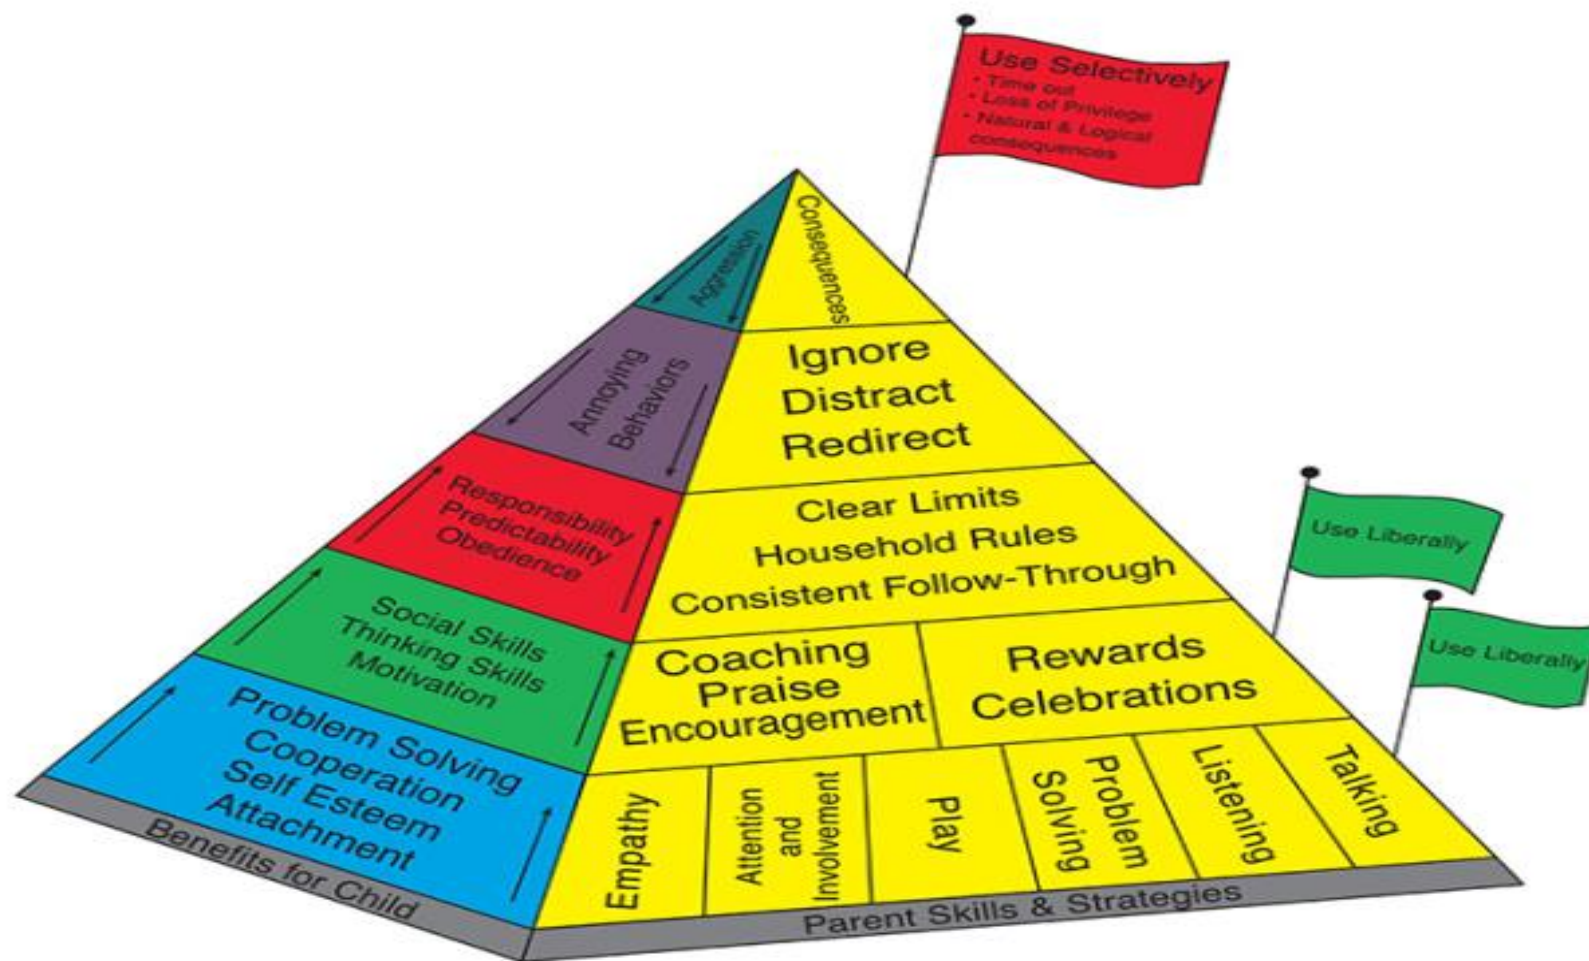 Use Selectively
• Time out
• Loss of Privilege
• Natural & Logical
consequences
Aggression
Consequences
Annoying
Behaviors
Ignore
Distract
Redirect
Responsibility
Predictability
Obedience
Clear Limits
Household Rules
Consistent Follow-Through
Use Liberally
Social Skills
Thinking Skills
Motivation
Coaching
Praise
Encouragement
Rewards
Celebrations
Use Liberally
Problem Solving
Cooperation
Self Esteem
Attachment
Empathy
Attention
and
Involvement
Play
Problem
Solving
Listening
Talking
Benefits for Child
Parent Skills & Strategies